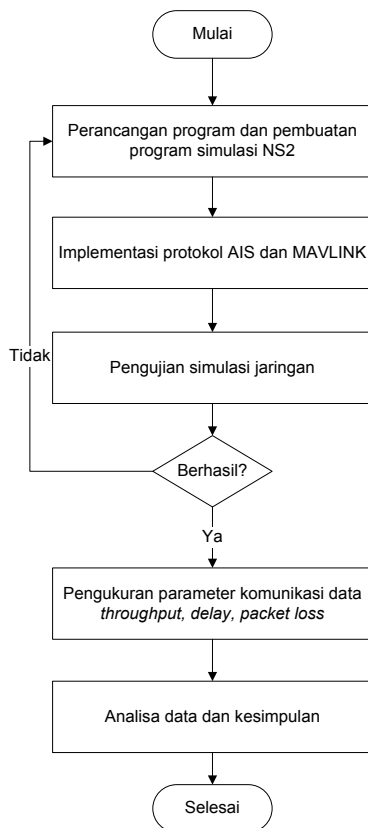 Mulai
Perancangan program dan pembuatan
program simulasi NS2
Implementasi protokol AIS dan MAVLINK
Tidak
Pengujian simulasi jaringan
Berhasil?
Ya
Pengukuran parameter komunikasi data
throughput, delay, packet loss
Analisa data dan kesimpulan
Selesai